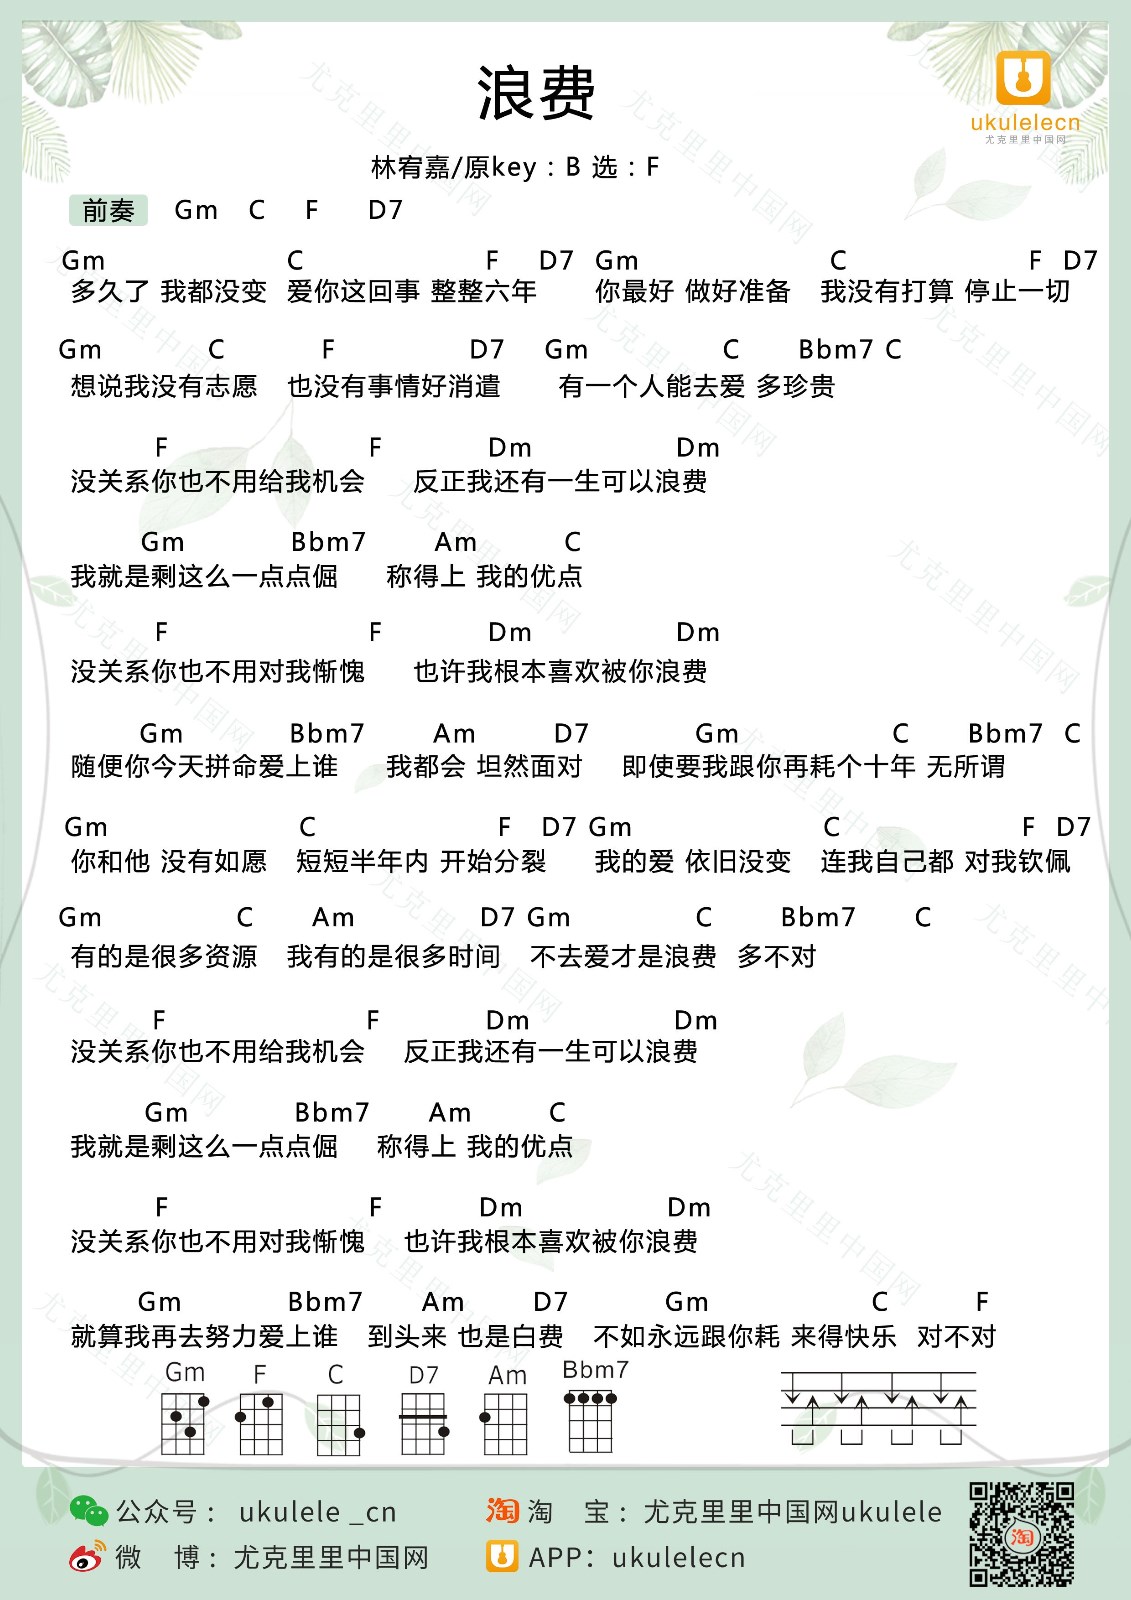 浪费
ukulelecn
尤克里里中国网
林宥嘉/原key：B 选：F
前奏 Gm C F D7
Gm C F D7 Gm C F D7
多久了 我都没变 爱你这回事 整整六年 你最好 做好准备 我没有打算 停止一切
Gm C F D7 Gm C Bbm7 C
想说我没有志愿 也没有事情好消遣 有一个人能去爱 多珍贵
F F Dm Dm
没关系你也不用给我机会 反正我还有一生可以浪费
Gm Bbm7 Am C
我就是剩这么一点点倔 称得上 我的优点
F F Dm Dm
没关系你也不用对我惭愧 也许我根本喜欢被你浪费
Gm Bbm7 Am D7 Gm C Bbm7 C
随便你今天拼命爱上谁 我都会 坦然面对 即使要我跟你再耗个十年 无所谓
Gm C F D7 Gm C F D7
你和他 没有如愿 短短半年内 开始分裂 我的爱 依旧没变 连我自己都 对我钦佩
Gm C Am D7 Gm C Bbm7 C
有的是很多资源 我有的是很多时间 不去爱才是浪费 多不对
F F Dm Dm
没关系你也不用给我机会 反正我还有一生可以浪费
Gm Bbm7 Am C
我就是剩这么一点点倔 称得上 我的优点
F F Dm Dm
没关系你也不用对我惭愧 也许我根本喜欢被你浪费
Gm Bbm7 Am D7 Gm C F
就算我再去努力爱上谁 到头来 也是白费 不如永远跟你耗 来得快乐 对不对
Gm F C D7 Am Bbm7
公众号： ukulele _cn 淘 淘 宝：尤克里里中国网ukulele
微 博：尤克里里中国网 APP：ukulelecn
淘